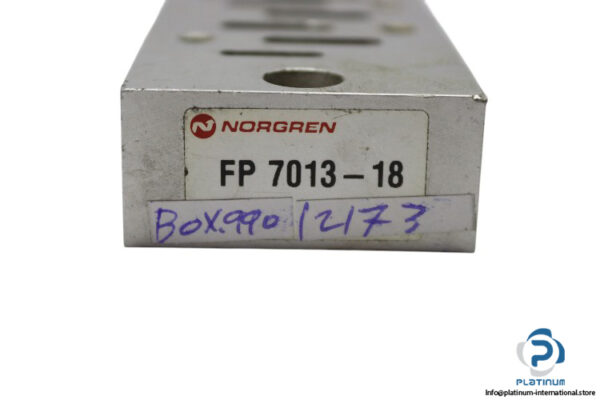 NORGREN
FP 7013-18
BOX.990/2173
PLATINUM
Info@platinum-international.store